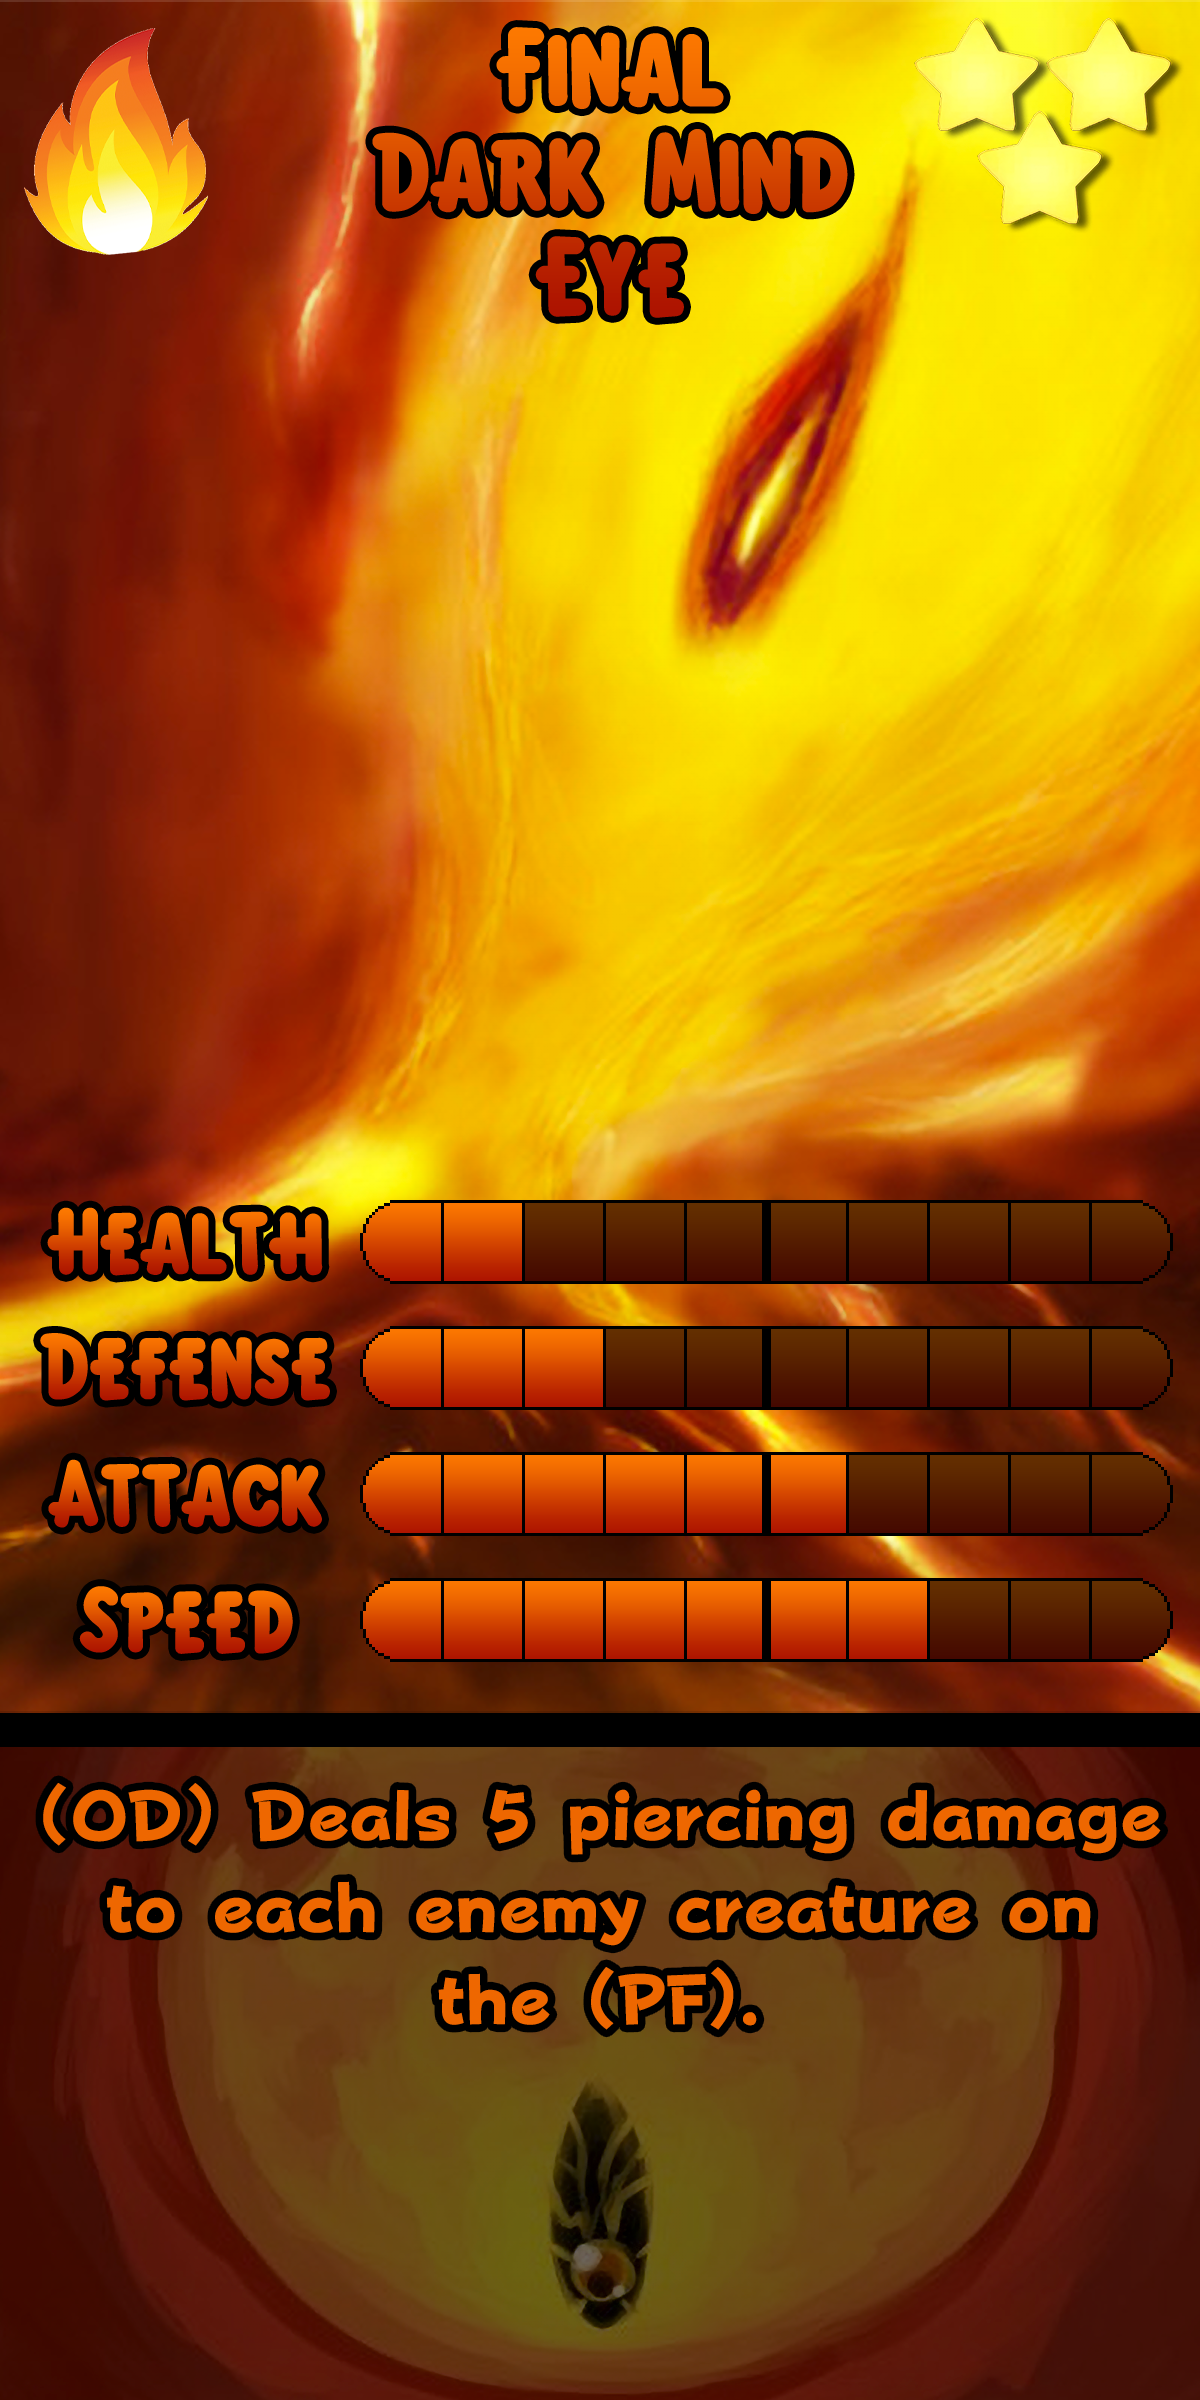 Final
Dark Mind
Eye
Health
Defense
Attack
Speed
(OD) Deals 5 piercing damage
to each enemy creature on
the (PF).